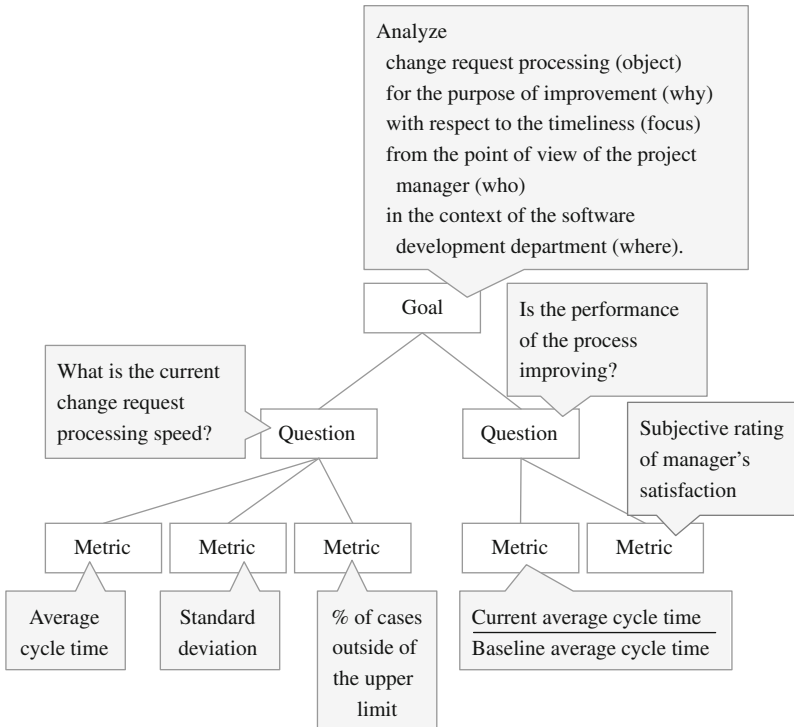 Analyze
change request processing (object)
for the purpose of improvement (why)
with respect to the timeliness (focus)
from the point of view of the project
manager (who)
in the context of the software
development department (where).
Goal
Is the performance
of the process
improving?
What is the current
change request
processing speed?
Question
Question
Subjective rating
of manager’s
satisfaction
Metric
Metric
Metric
Metric
Metric
Average
cycle time
Standard
deviation
% of cases
outside of
the upper
limit
Current average cycle time
Baseline average cycle time